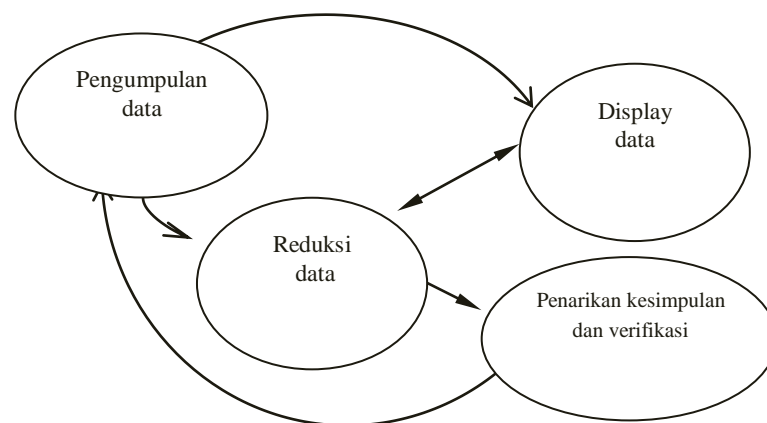 Pengumpulan
data
Display
data
Reduksi
data
Penarikan kesimpulan
dan verifikasi